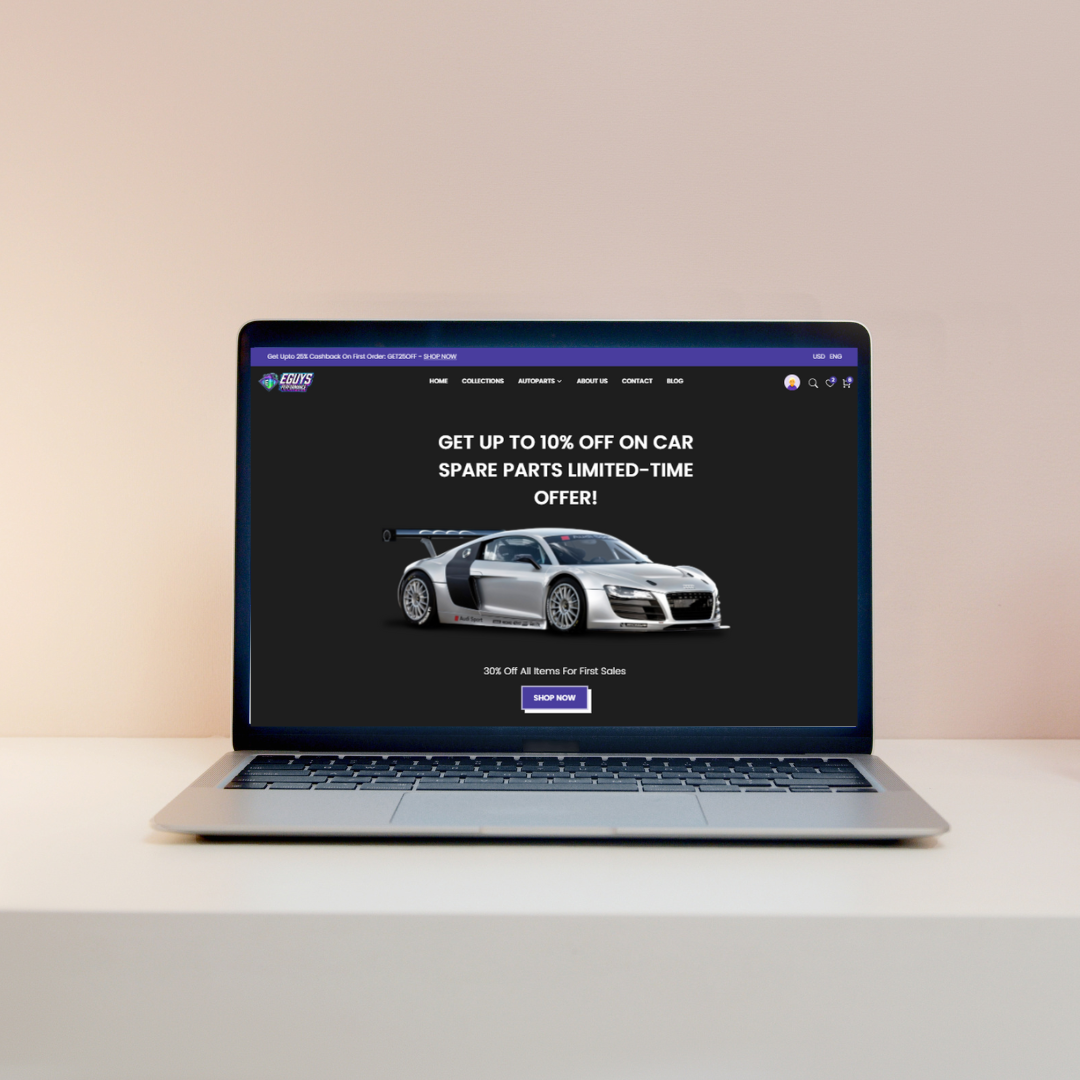 Get Upto 25% Cashback On First Order: GET25OFF - SHOP NOW
USD ENG
EGUYS
PERFORMANCE
HOME COLLECTIONS AUTOPARTS ABOUT US CONTACT BLOG
GET UP TO 10% OFF ON CAR
SPARE PARTS LIMITED-TIME
OFFER!
Audi Sport
30% Off All Items For First Sales
SHOP NOW